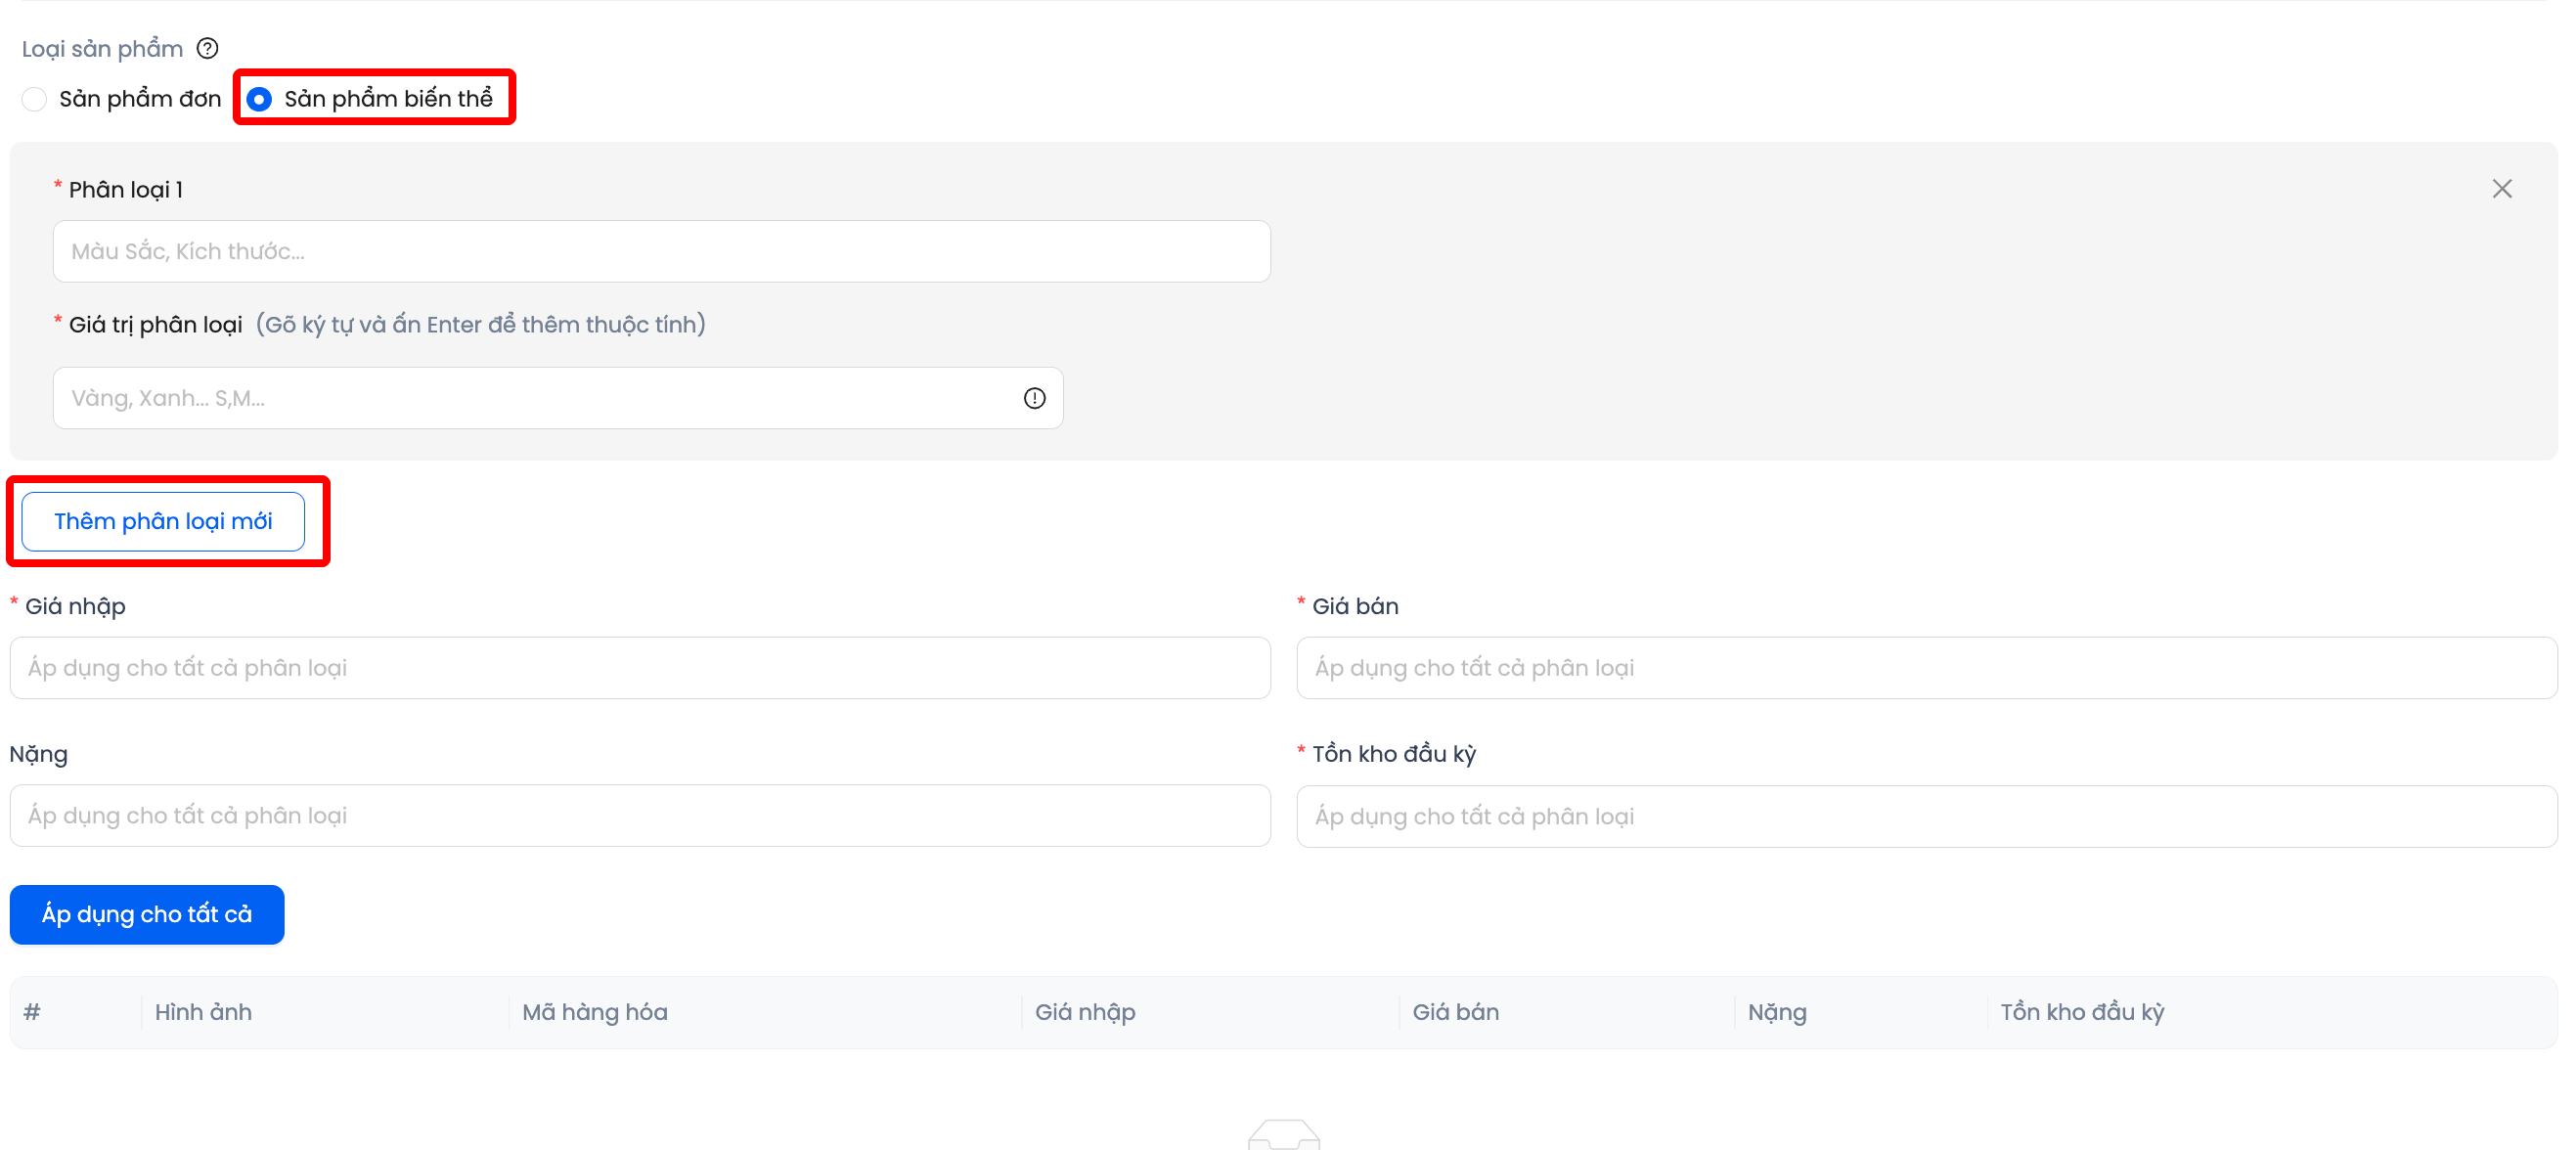 Loại sản phẩm
Sản phẩm đơn Sản phẩm biến thể
* Phân loại 1
Màu Sắc, Kích thước...
* Giá trị phân loại (Gõ ký tự và ấn Enter để thêm thuộc tính)
Vàng, Xanh... S,M...
Thêm phân loại mới
* Giá nhập
Áp dụng cho tất cả phân loại
* Giá bán
Áp dụng cho tất cả phân loại
Nặng
Áp dụng cho tất cả phân loại
* Tồn kho đầu kỳ
Áp dụng cho tất cả phân loại
Áp dụng cho tất cả
# Hình ảnh Mã hàng hóa Giá nhập Giá bán Nặng Tồn kho đầu kỳ